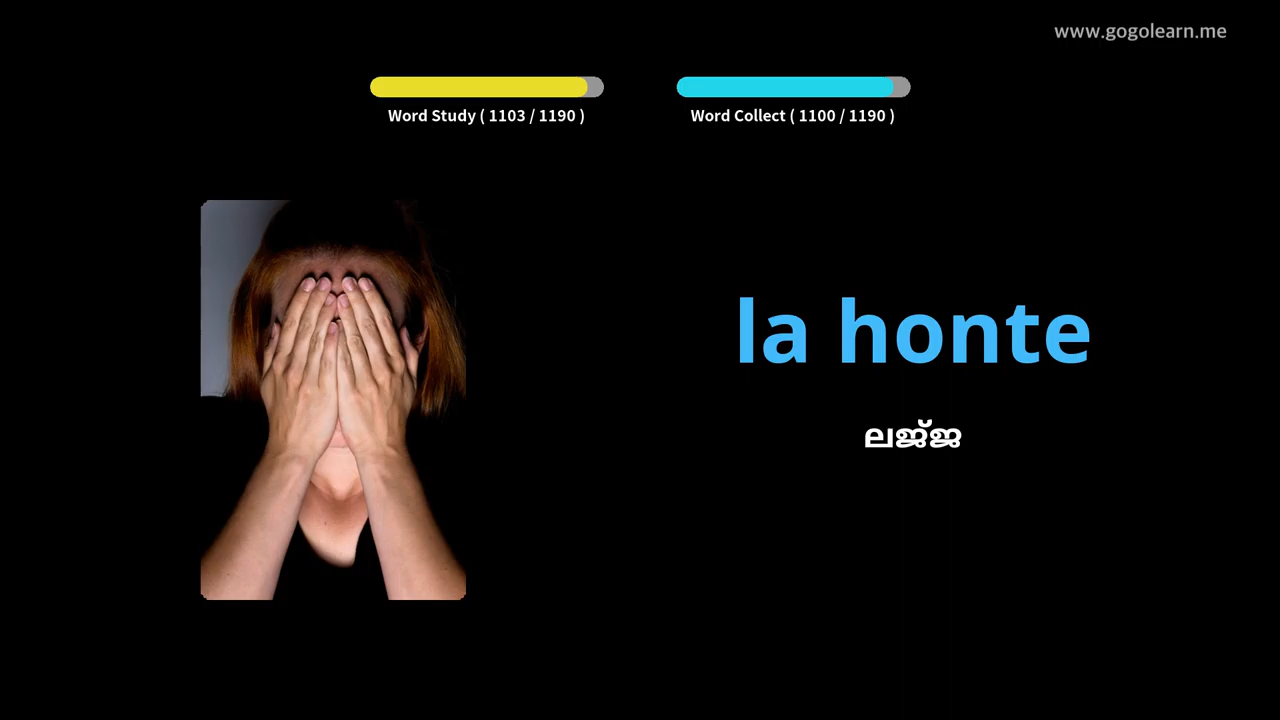 www.gogolearn.me
Word Study ( 1103 / 1190 )
Word Collect ( 1100 / 1190 )
la honte
ലജ്ജ